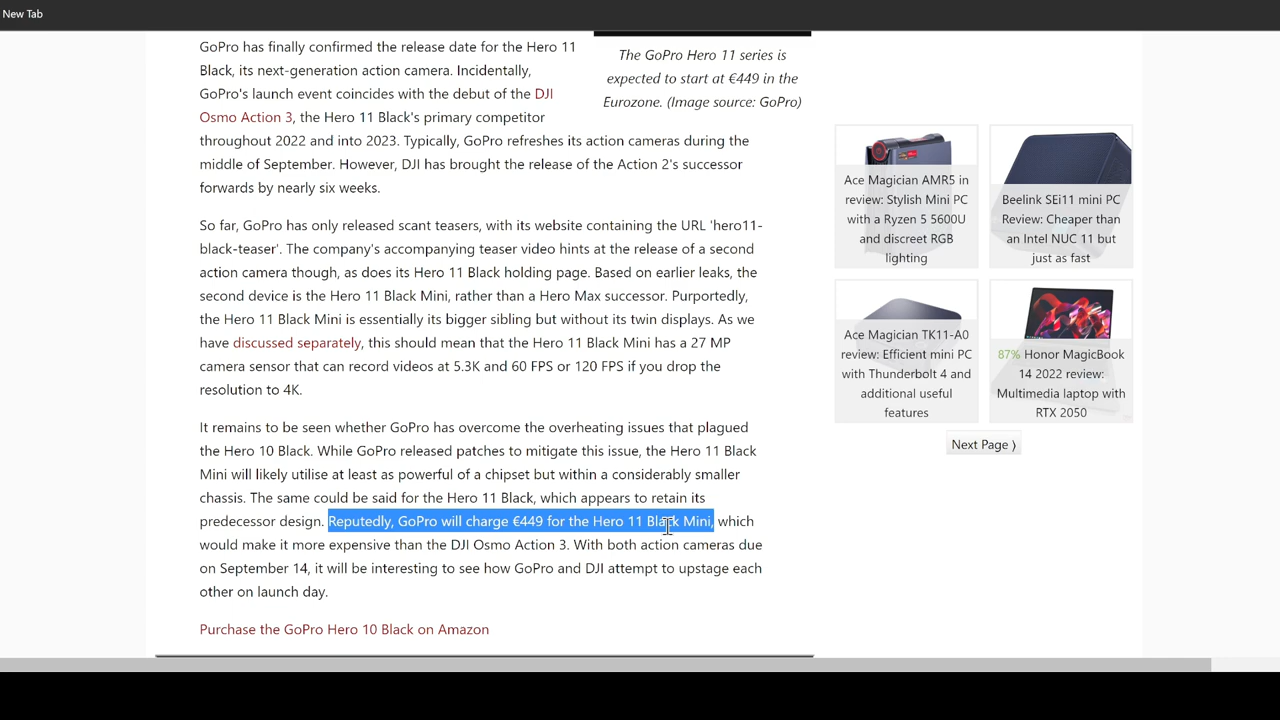 New Tab
GoPro has finally confirmed the release date for the Hero 11
Black, its next-generation action camera. Incidentally,
GoPro's launch event coincides with the debut of the DJI
Osmo Action 3, the Hero 11 Black's primary competitor
throughout 2022 and into 2023. Typically, GoPro refreshes its action cameras during the
middle of September. However, DJI has brought the release of the Action 2's successor
forwards by nearly six weeks.
The GoPro Hero 11 series is
expected to start at €449 in the
Eurozone. (Image source: GoPro)
So far, GoPro has only released scant teasers, with its website containing the URL 'hero11-
black-teaser'. The company's accompanying teaser video hints at the release of a second
action camera though, as does its Hero 11 Black holding page. Based on earlier leaks, the
second device is the Hero 11 Black Mini, rather than a Hero Max successor. Purportedly,
the Hero 11 Black Mini is essentially its bigger sibling but without its twin displays. As we
have discussed separately, this should mean that the Hero 11 Black Mini has a 27 MP
camera sensor that can record videos at 5.3K and 60 FPS or 120 FPS if you drop the
resolution to 4K.
It remains to be seen whether GoPro has overcome the overheating issues that plagued
the Hero 10 Black. While GoPro released patches to mitigate this issue, the Hero 11 Black
Mini will likely utilise at least as powerful of a chipset but within a considerably smaller
chassis. The same could be said for the Hero 11 Black, which appears to retain its
predecessor design. Reputedly, GoPro will charge €449 for the Hero 11 Black Mini, which
would make it more expensive than the DJI Osmo Action 3. With both action cameras due
on September 14, it will be interesting to see how GoPro and DJI attempt to upstage each
other on launch day.
Purchase the GoPro Hero 10 Black on Amazon
Ace Magician AMR5 in
review: Stylish Mini PC
with a Ryzen 5 5600U
and discreet RGB
lighting
Beelink SEi11 mini PC
Review: Cheaper than
an Intel NUC 11 but
just as fast
Ace Magician TK11-A0
review: Efficient mini PC
with Thunderbolt 4 and
additional useful
features
87% Honor MagicBook
14 2022 review:
Multimedia laptop with
RTX 2050
Next Page ⟩